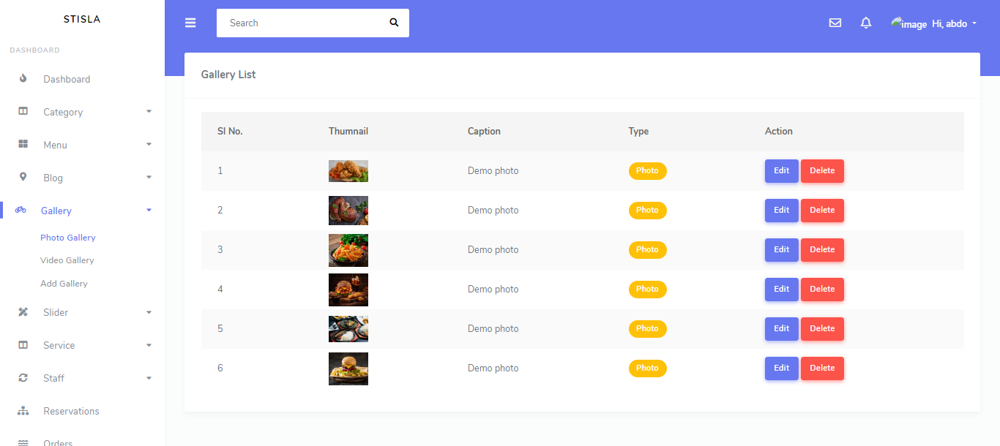 STISLA
DASHBOARD
Dashboard
Category
Menu
Blog
Gallery
Photo Gallery
Video Gallery
Add Gallery
Slider
Service
Staff
Reservations
Orders
Search
image Hi, abdo
Gallery List
Sl No. Thumnail Caption Type Action
1 Demo photo Photo Edit Delete
2 Demo photo Photo Edit Delete
3 Demo photo Photo Edit Delete
4 Demo photo Photo Edit Delete
5 Demo photo Photo Edit Delete
6 Demo photo Photo Edit Delete